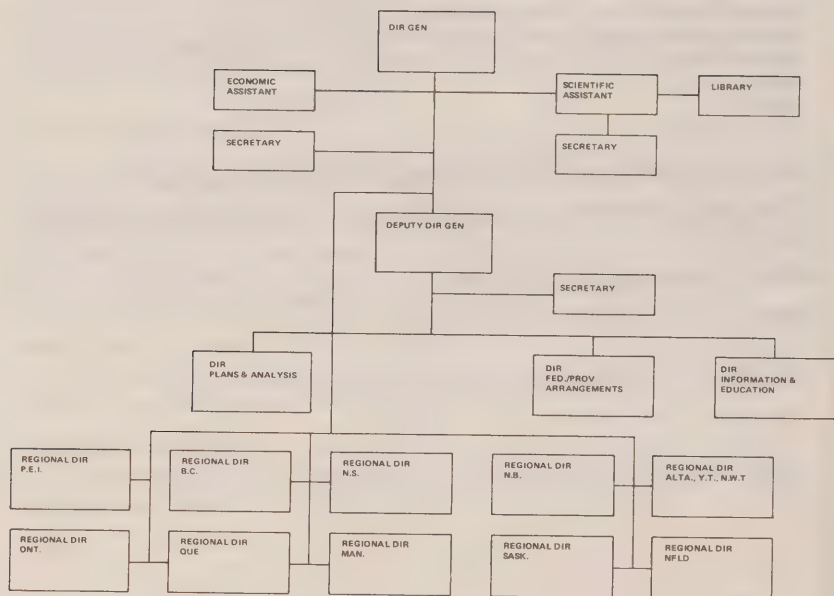 DIR GEN
ECONOMIC
ASSISTANT
SCIENTIFIC
ASSISTANT
LIBRARY
SECRETARY
SECRETARY
DEPUTY DIR GEN
SECRETARY
DIR
PLANS & ANALYSIS
DIR
FED./PROV
ARRANGEMENTS
DIR
INFORMATION &
EDUCATION
REGIONAL DIR
P.E.I.
REGIONAL DIR
B.C.
REGIONAL DIR
N.S.
REGIONAL DIR
N.B.
REGIONAL DIR
ALTA., Y.T., N.W.T
REGIONAL DIR
ONT.
REGIONAL DIR
QUE
REGIONAL DIR
MAN.
REGIONAL DIR
SASK.
REGIONAL DIR
NFLD